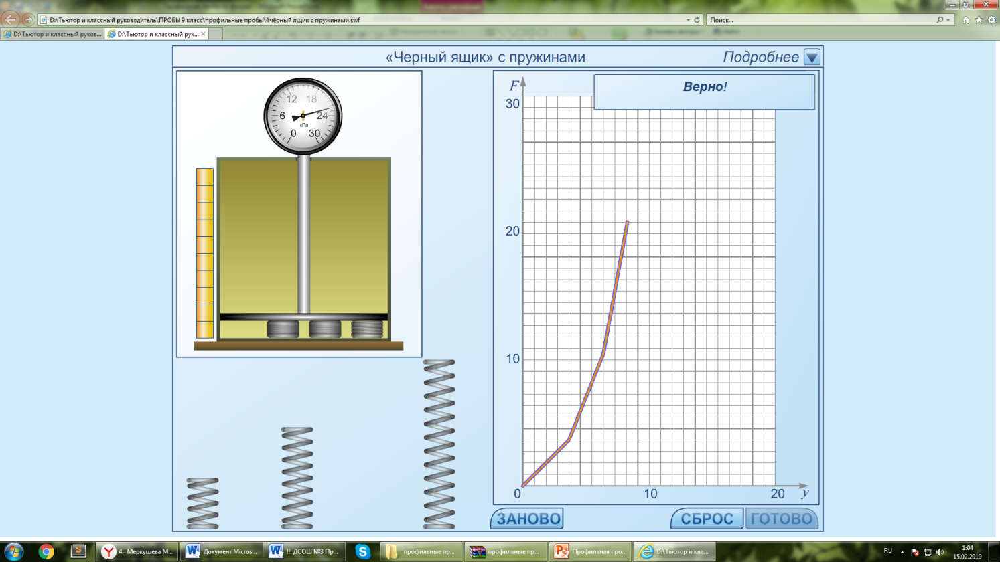 D:\Тьютор и классный руководитель\ПРОБЫ 9 класс\профильные пробы\4чёрный ящик с пружинами.swf
Поиск...
D:\Тьютор и классный руков...
D:\Тьютор и классный рук...
«Черный ящик» с пружинами
Подробнее
12 18
6 24
кПа
0 30
F
Верно!
30
20
10
0 10 20 y
ЗАНОВО
СБРОС
ГОТОВО
4 - Меркушева М...
Документ Micros...
!!! ДСОШ №3 Пр...
профильные пр...
профильные пр...
Профильная про...
D:\Тьютор и кла...
RU
1:04
15.02.2019